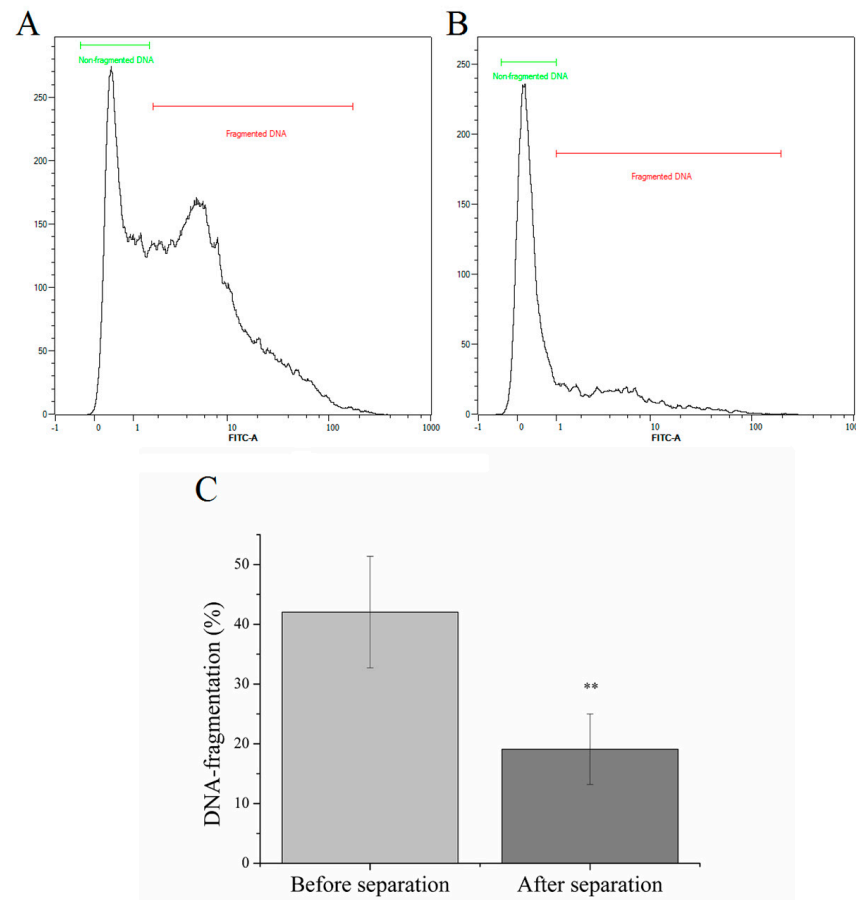 A
Non-fragmented DNA
Fragmented DNA
250
200
150
100
50
0
-1 0 1 10 100 1000
FITC-A
B
Non-fragmented DNA
Fragmented DNA
250
200
150
100
50
0
-1 0 1 10 100 100
FITC-A
C
DNA-fragmentation (%)
50
40
30
20
10
0
**
Before separation After separation